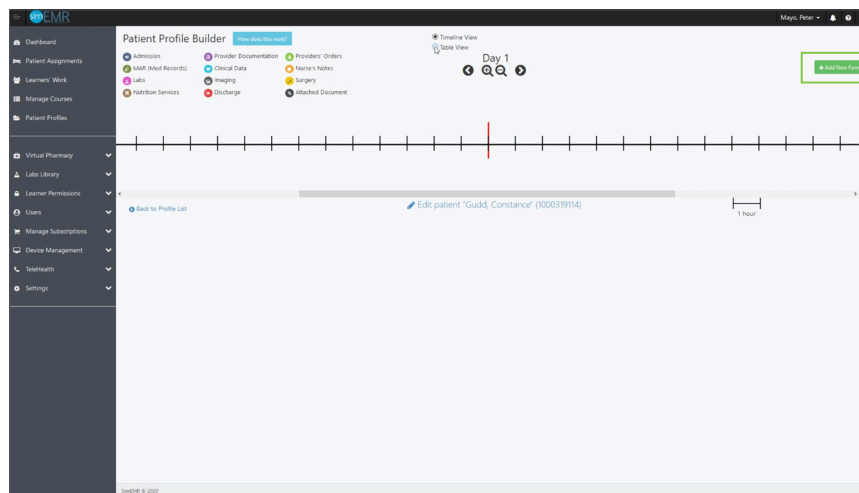 simEMR
Mayo, Peter
Dashboard
Patient Assignments
Learners' Work
Manage Courses
Patient Profiles
Virtual Pharmacy
Labs Library
Learner Permissions
Users
Manage Subscriptions
Device Management
TeleHealth
Settings
Patient Profile Builder
How does this work?
Timeline View
Table View
Admission
Provider Documentation
Providers' Orders
MAR (Med Records)
Clinical Data
Nurse's Notes
Labs
Imaging
Surgery
Nutrition Services
Discharge
Attached Document
Day 1
+ Add New Form
Back to Profile List
Edit patient "Gudd, Constance" (1000319114)
1 hour
SimEMR © 2023